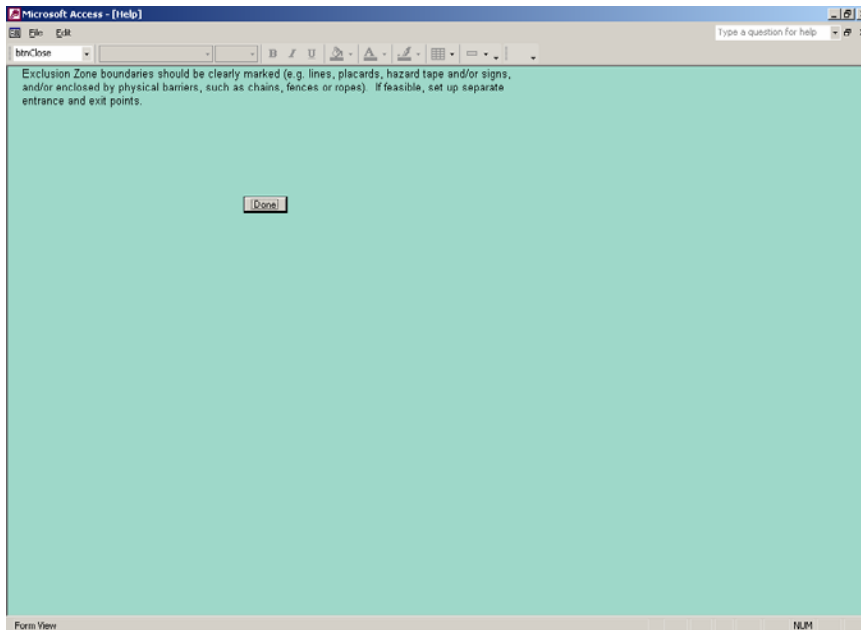 Microsoft Access - [Help]
File Edit
Type a question for help
btnClose
B I U A
Exclusion Zone boundaries should be clearly marked (e.g. lines, placards, hazard tape and/or signs,
and/or enclosed by physical barriers, such as chains, fences or ropes). If feasible, set up separate
entrance and exit points.
Done
Form View
NUM